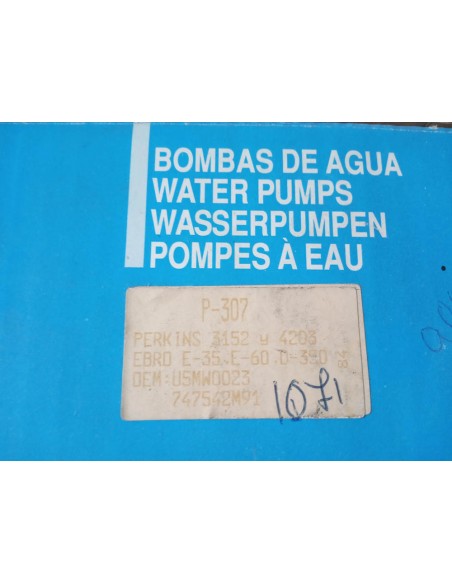 BOMBAS DE AGUA
WATER PUMPS
WASSERPUMPEN
POMPES À EAU
P-307
PERKINS 3152 y 4203
EBRO E-35.E-60.D-350
OEM:U5MW0023
747542M91
1071